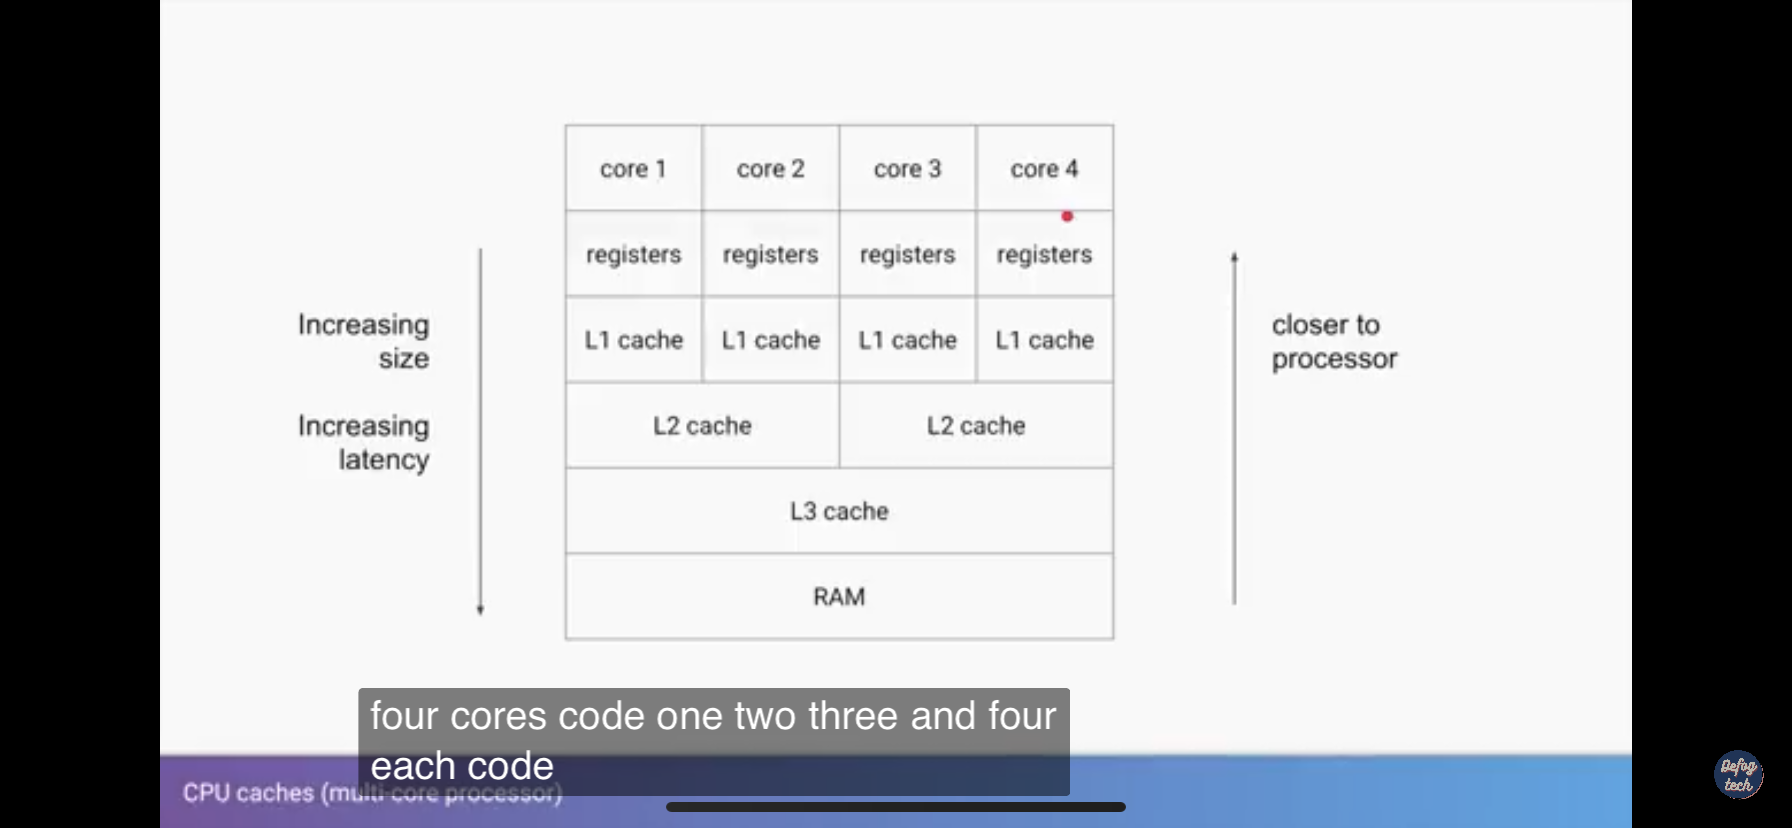 core 1
core 2
core 3
core 4
registers
registers
registers
registers
Increasing
size
L1 cache
L1 cache
L1 cache
L1 cache
closer to
processor
Increasing
latency
L2 cache
L2 cache
L3 cache
RAM
four cores code one two three and four
each code
CPU caches (multi-core processor)
Defog
tech